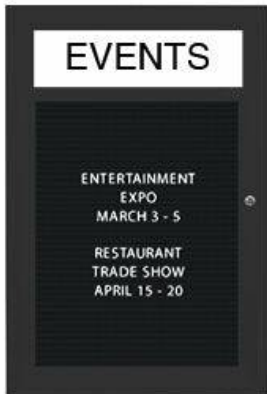 EVENTS
ENTERTAINMENT
EXPO
MARCH 3 - 5
RESTAURANT
TRADE SHOW
APRIL 15 - 20